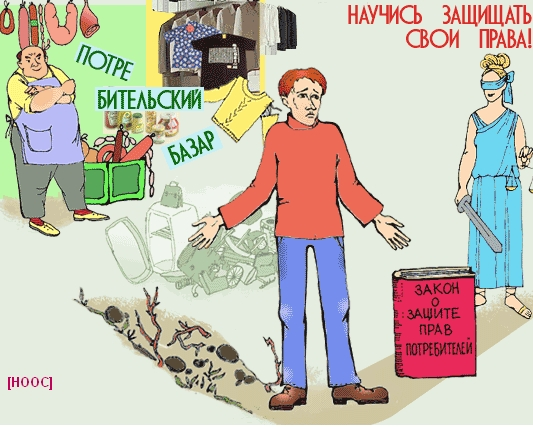 НАУЧИСЬ ЗАЩИЩАТЬ
СВОИ ПРАВА!
ПОТРЕ
БИТЕЛЬСКИЙ
БАЗАР
ЗАКОН
О
ЗАЩИТЕ
ПРАВ
ПОТРЕБИТЕЛЕЙ
[НООС]